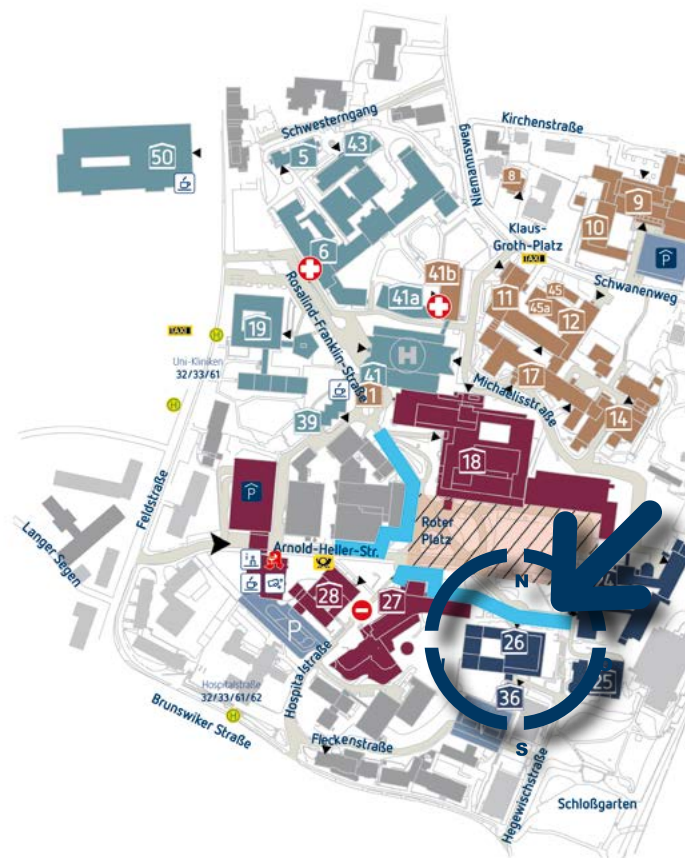 Schwesterngang
Kirchenstraße
Niemannsweg
50
5
43
8
9
10
Klaus-
Groth-Platz
TAXI
P
Schwanenweg
6
41b
41a
11
45
45a
12
Rosalind-Franklin-Straße
19
TAXI
H
Uni-Kliniken
32/33/61
H
H
41
17
Michaelisstraße
14
39
18
P
Feldstraße
Langer Segen
Roter
Platz
Arnold-Heller-Str.
N
28
27
26
25
P
36
Hospitalstraße
Hospitalstraße
32/33/61/62
H
Brunswiker Straße
Fleckenstraße
S
Hegewischstraße
Schloßgarten